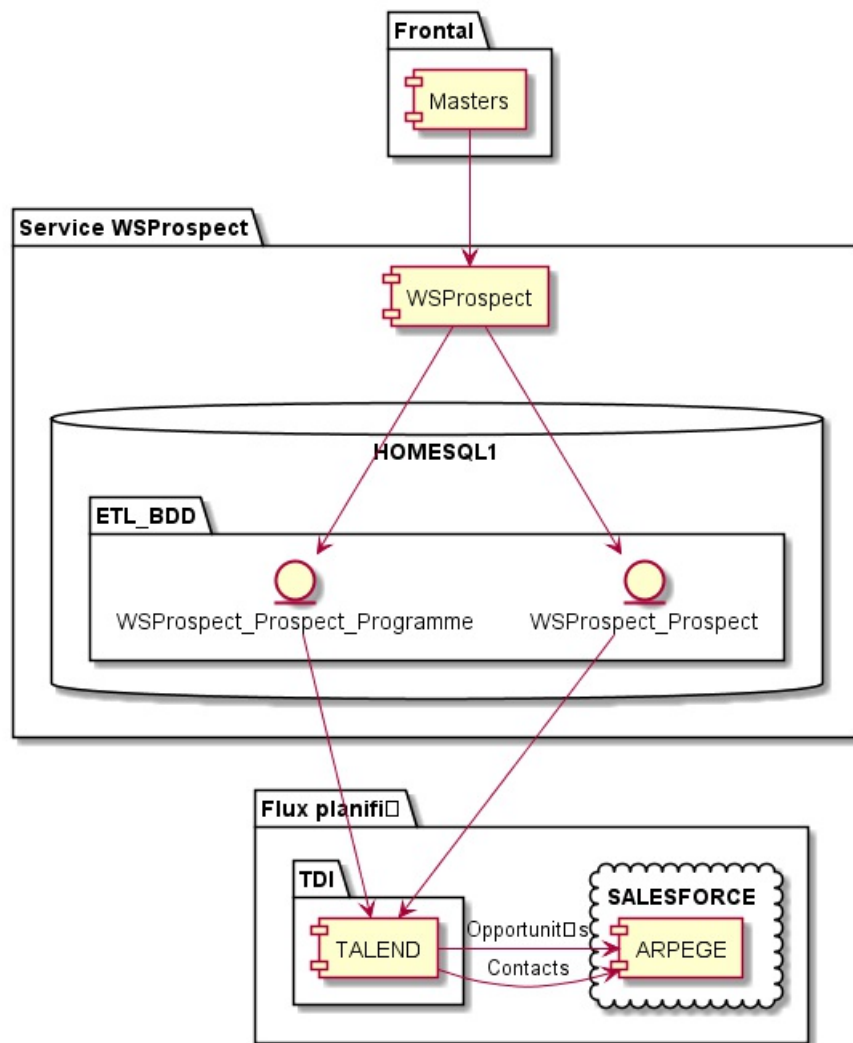 Frontal
Masters
Service WSProspect
WSProspect
HOMESQL1
ETL_BDD
WSProspect_Prospect_Programme
WSProspect_Prospect
Flux planifi□
TDI
SALESFORCE
TALEND
Opportunit□s
ARPEGE
Contacts